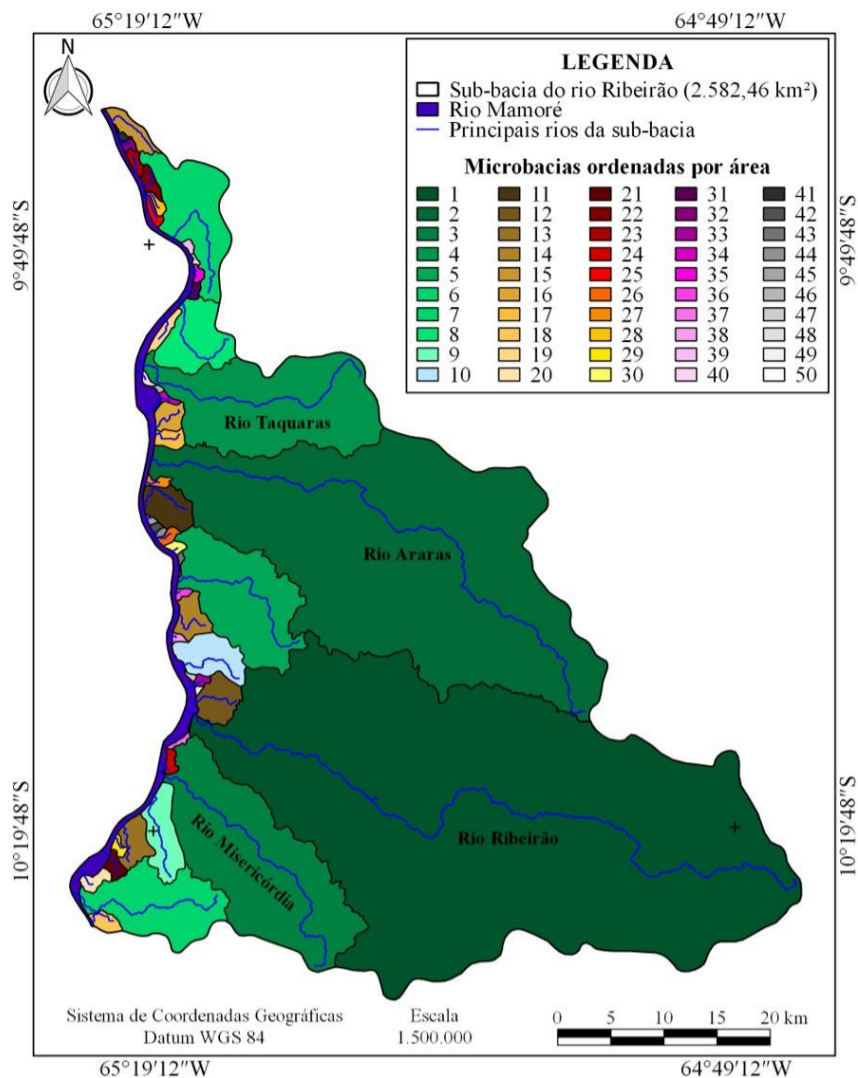 65°19'12"W 64°49'12"W
N
LEGENDA
Sub-bacia do rio Ribeirão (2.582,46 km²)
Rio Mamoré
Principais rios da sub-bacia
Microbacias ordenadas por área
1 11 21 31 41
2 12 22 32 42
3 13 23 33 43
4 14 24 34 44
5 15 25 35 45
6 16 26 36 46
7 17 27 37 47
8 18 28 38 48
9 19 29 39 49
10 20 30 40 50
9°49'48"S 9°49'48"S
Rio Taquaras
Rio Araras
Rio Ribeirão
Rio Misericórdia
10°19'48"S 10°19'48"S
Sistema de Coordenadas Geográficas
Datum WGS 84
Escala
1.500.000
0 5 10 15 20 km
65°19'12"W 64°49'12"W